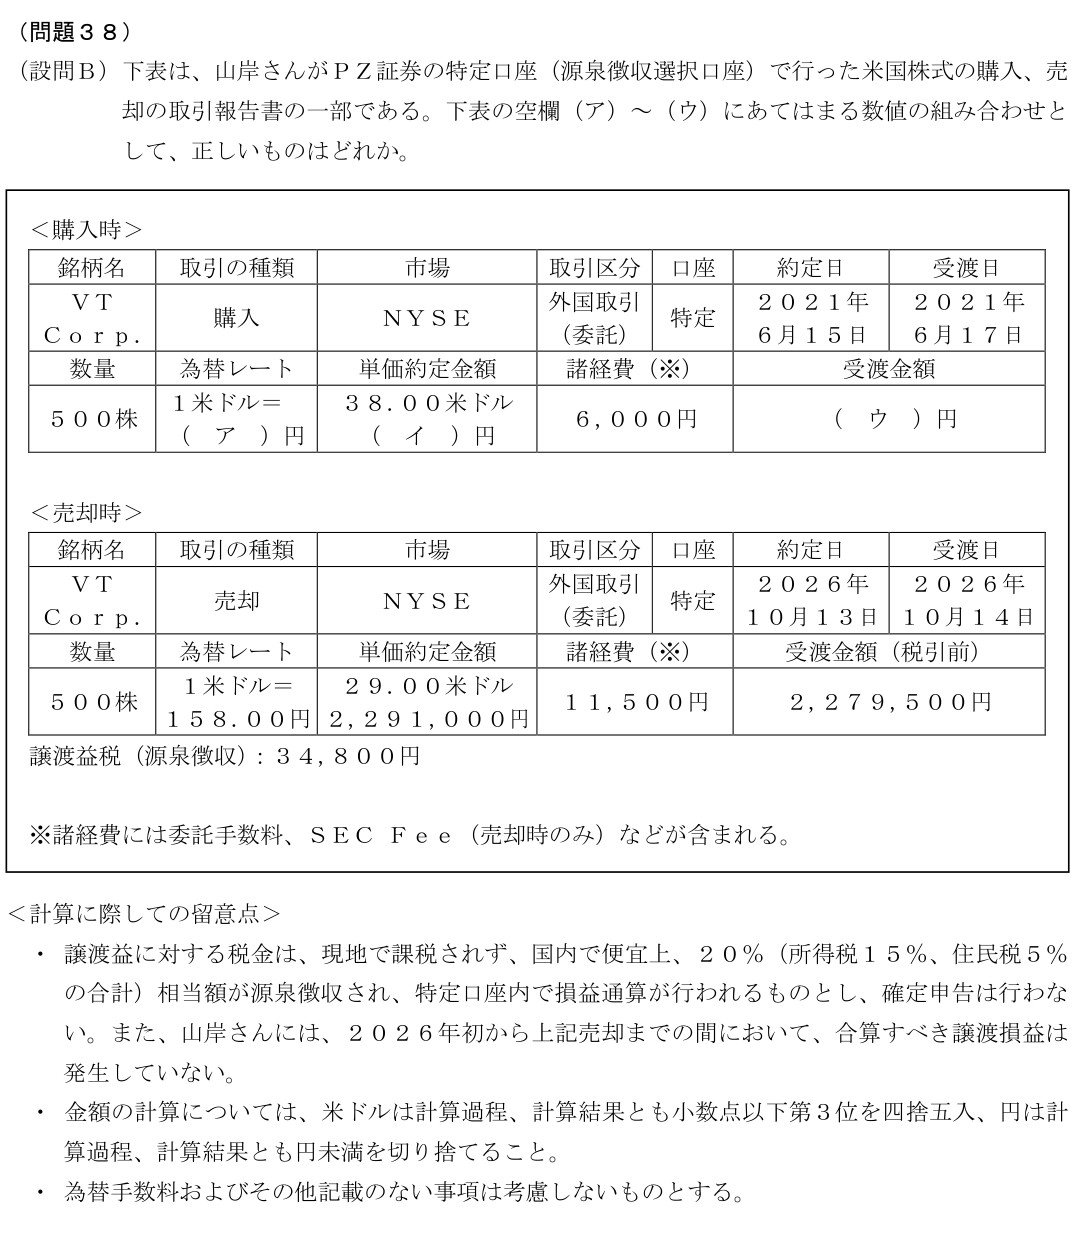 （問題３８）
（設問Ｂ）下表は、山岸さんがＰＺ証券の特定口座（源泉徴収選択口座）で行った米国株式の購入、売
却の取引報告書の一部である。下表の空欄（ア）～（ウ）にあてはまる数値の組み合わせと
して、正しいものはどれか。
＜購入時＞
銘柄名 取引の種類 市場 取引区分 口座 約定日 受渡日
ＶＴ Ｃｏｒｐ． 購入 ＮＹＳＥ 外国取引（委託） 特定 ２０２１年６月１５日 ２０２１年６月１７日
数量 為替レート 単価約定金額 諸経費（※） 受渡金額
５００株 １米ドル＝（　ア　）円 ３８．００米ドル（　イ　）円 ６,０００円 （　ウ　）円
＜売却時＞
銘柄名 取引の種類 市場 取引区分 口座 約定日 受渡日
ＶＴ Ｃｏｒｐ． 売却 ＮＹＳＥ 外国取引（委託） 特定 ２０２６年１０月１３日 ２０２６年１０月１４日
数量 為替レート 単価約定金額 諸経費（※） 受渡金額（税引前）
５００株 １米ドル＝１５８．００円 ２９．００米ドル ２,２９１,０００円 １１,５００円 ２,２７９,５００円
譲渡益税（源泉徴収）：３４,８００円
※諸経費には委託手数料、ＳＥＣ Ｆｅｅ（売却時のみ）などが含まれる。
＜計算に際しての留意点＞
・ 譲渡益に対する税金は、現地で課税されず、国内で便宜上、２０％（所得税１５％、住民税５％
の合計）相当額が源泉徴収され、特定口座内で損益通算が行われるものとし、確定申告は行わな
い。また、山岸さんには、２０２６年初から上記売却までの間において、合算すべき譲渡損益は
発生していない。
・ 金額の計算については、米ドルは計算過程、計算結果とも小数点以下第３位を四捨五入、円は計
算過程、計算結果とも円未満を切り捨てること。
・ 為替手数料およびその他記載のない事項は考慮しないものとする。